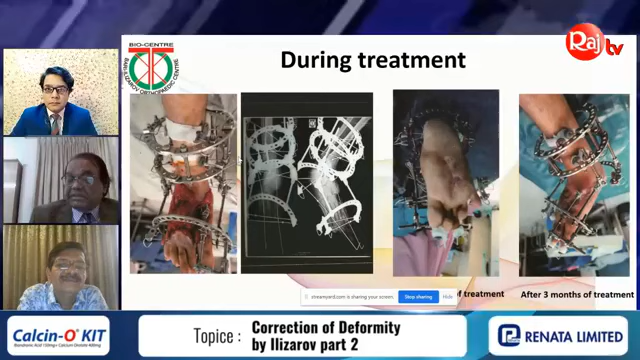 BIO-CENTRE
During treatment
Raj
tv
streamyard.com is sharing your screen.
Stop sharing
Hide
of treatment
After 3 months of treatment
Calcin-O KIT
Topice :
Correction of Deformity
by Ilizarov part 2
RENATA LIMITED